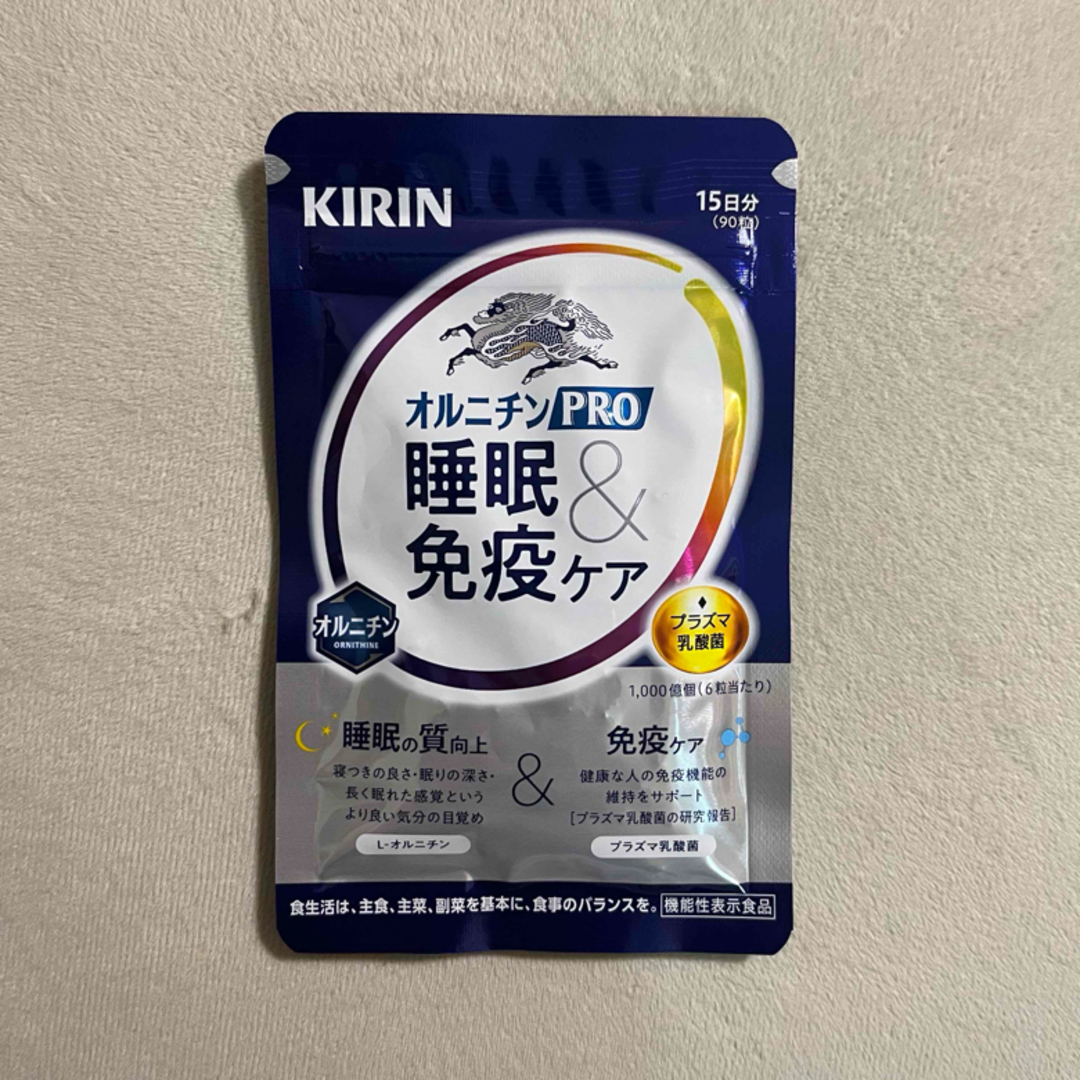 KIRIN
15日分
(90粒)
オルニチンPRO
睡眠&
免疫ケア
オルニチン
ORNITHINE
プラズマ
乳酸菌
1,000億個(6粒当たり)
睡眠の質向上
寝つきの良さ・眠りの深さ・
長く眠れた感覚という
より良い気分の目覚め
L-オルニチン
&
免疫ケア
健康な人の免疫機能の
維持をサポート
[プラズマ乳酸菌の研究報告]
プラズマ乳酸菌
食生活は、主食、主菜、副菜を基本に、食事のバランスを。機能性表示食品